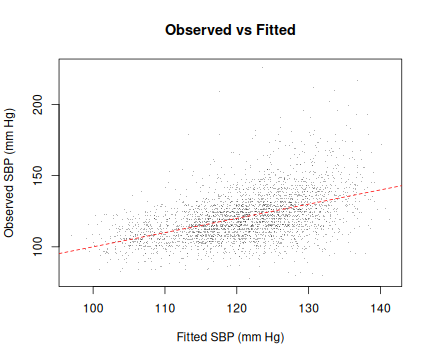 Observed vs Fitted
Observed SBP (mm Hg)
200
150
100
100 110 120 130 140
Fitted SBP (mm Hg)